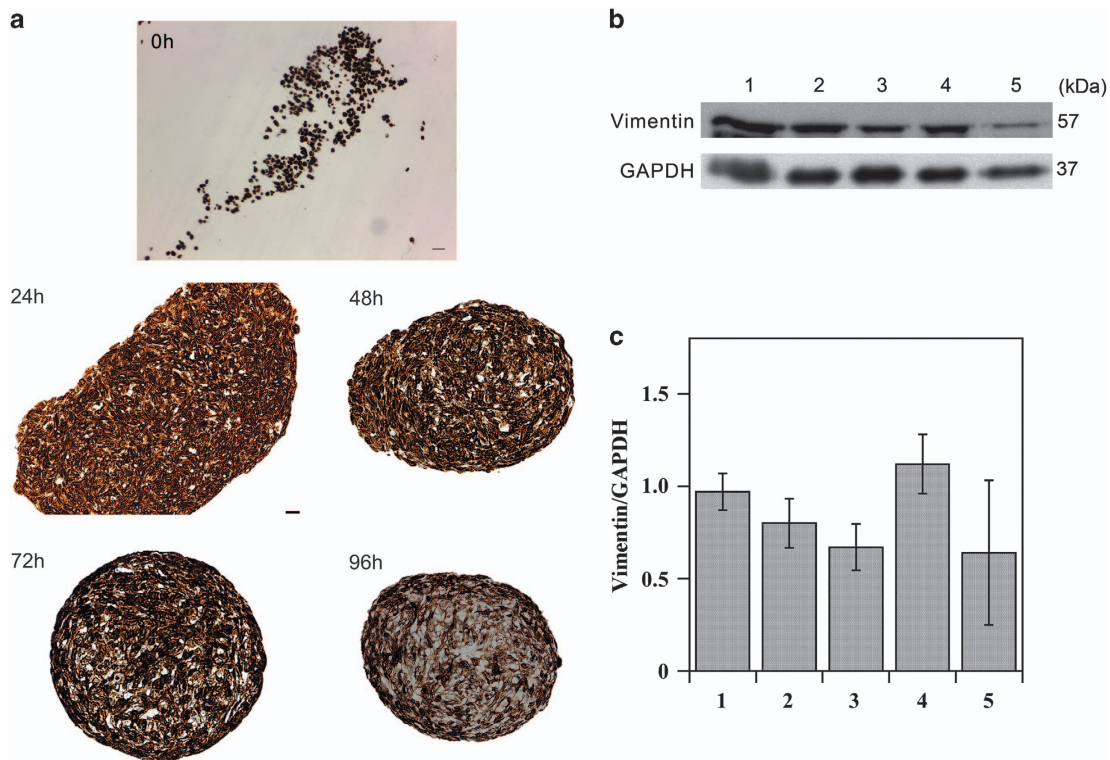 a
0h
24h
48h
72h
96h
b
1 2 3 4 5 (kDa)
Vimentin 57
GAPDH 37
c
Vimentin/GAPDH
1.5
1.0
0.5
0
1 2 3 4 5